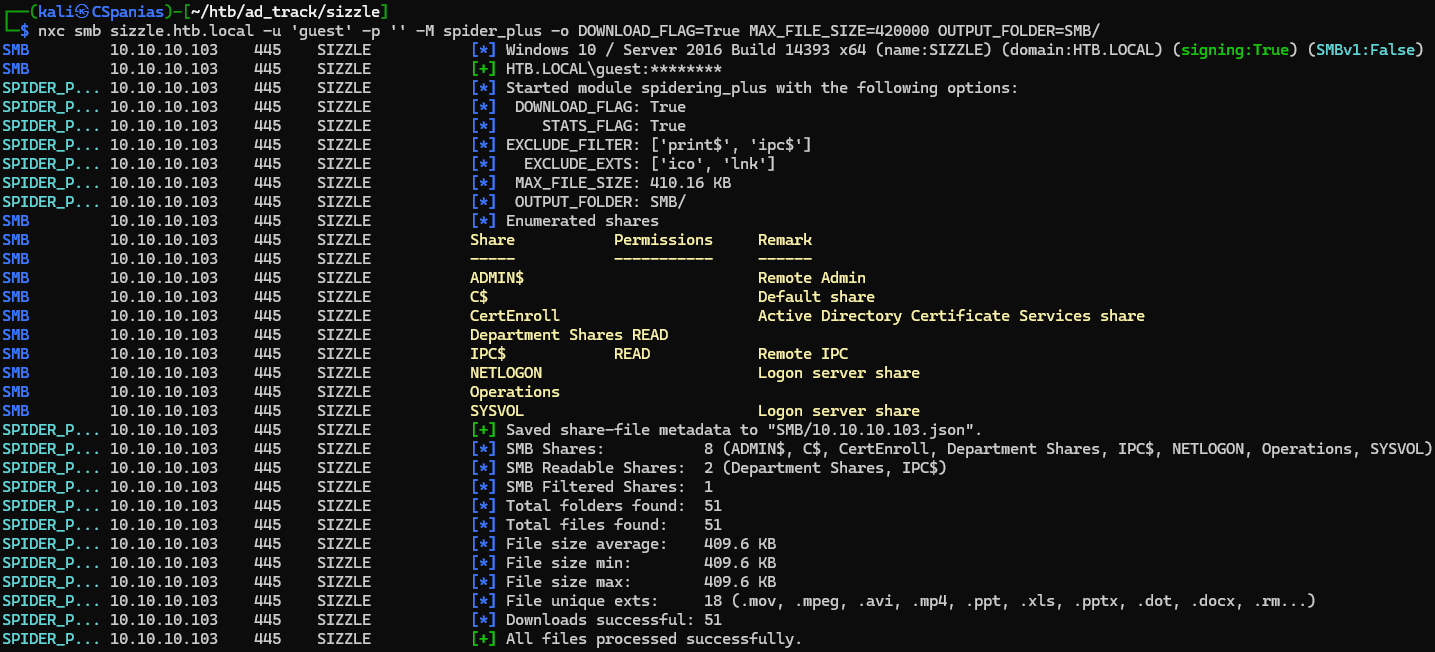 ┌──(kali㉿CSpanias)-[~/htb/ad_track/sizzle]
└─$ nxc smb sizzle.htb.local -u 'guest' -p '' -M spider_plus -o DOWNLOAD_FLAG=True MAX_FILE_SIZE=420000 OUTPUT_FOLDER=SMB/
SMB         10.10.10.103    445    SIZZLE           [*] Windows 10 / Server 2016 Build 14393 x64 (name:SIZZLE) (domain:HTB.LOCAL) (signing:True) (SMBv1:False)
SMB         10.10.10.103    445    SIZZLE           [+] HTB.LOCAL\guest:********
SPIDER_P... 10.10.10.103    445    SIZZLE           [*] Started module spidering_plus with the following options:
SPIDER_P... 10.10.10.103    445    SIZZLE           [*]  DOWNLOAD_FLAG: True
SPIDER_P... 10.10.10.103    445    SIZZLE           [*]     STATS_FLAG: True
SPIDER_P... 10.10.10.103    445    SIZZLE           [*] EXCLUDE_FILTER: ['print$', 'ipc$']
SPIDER_P... 10.10.10.103    445    SIZZLE           [*]   EXCLUDE_EXTS: ['ico', 'lnk']
SPIDER_P... 10.10.10.103    445    SIZZLE           [*]  MAX_FILE_SIZE: 410.16 KB
SPIDER_P... 10.10.10.103    445    SIZZLE           [*]  OUTPUT_FOLDER: SMB/
SMB         10.10.10.103    445    SIZZLE           [*] Enumerated shares
SMB         10.10.10.103    445    SIZZLE           Share           Permissions     Remark
SMB         10.10.10.103    445    SIZZLE           -----           -----------     ------
SMB         10.10.10.103    445    SIZZLE           ADMIN$                          Remote Admin
SMB         10.10.10.103    445    SIZZLE           C$                              Default share
SMB         10.10.10.103    445    SIZZLE           CertEnroll                      Active Directory Certificate Services share
SMB         10.10.10.103    445    SIZZLE           Department Shares READ
SMB         10.10.10.103    445    SIZZLE           IPC$            READ            Remote IPC
SMB         10.10.10.103    445    SIZZLE           NETLOGON                        Logon server share
SMB         10.10.10.103    445    SIZZLE           Operations
SMB         10.10.10.103    445    SIZZLE           SYSVOL                          Logon server share
SPIDER_P... 10.10.10.103    445    SIZZLE           [+] Saved share-file metadata to "SMB/10.10.10.103.json".
SPIDER_P... 10.10.10.103    445    SIZZLE           [*] SMB Shares:           8 (ADMIN$, C$, CertEnroll, Department Shares, IPC$, NETLOGON, Operations, SYSVOL)
SPIDER_P... 10.10.10.103    445    SIZZLE           [*] SMB Readable Shares:  2 (Department Shares, IPC$)
SPIDER_P... 10.10.10.103    445    SIZZLE           [*] SMB Filtered Shares:  1
SPIDER_P... 10.10.10.103    445    SIZZLE           [*] Total folders found:  51
SPIDER_P... 10.10.10.103    445    SIZZLE           [*] Total files found:    51
SPIDER_P... 10.10.10.103    445    SIZZLE           [*] File size average:    409.6 KB
SPIDER_P... 10.10.10.103    445    SIZZLE           [*] File size min:        409.6 KB
SPIDER_P... 10.10.10.103    445    SIZZLE           [*] File size max:        409.6 KB
SPIDER_P... 10.10.10.103    445    SIZZLE           [*] File unique exts:     18 (.mov, .mpeg, .avi, .mp4, .ppt, .xls, .pptx, .dot, .docx, .rm...)
SPIDER_P... 10.10.10.103    445    SIZZLE           [*] Downloads successful: 51
SPIDER_P... 10.10.10.103    445    SIZZLE           [+] All files processed successfully.